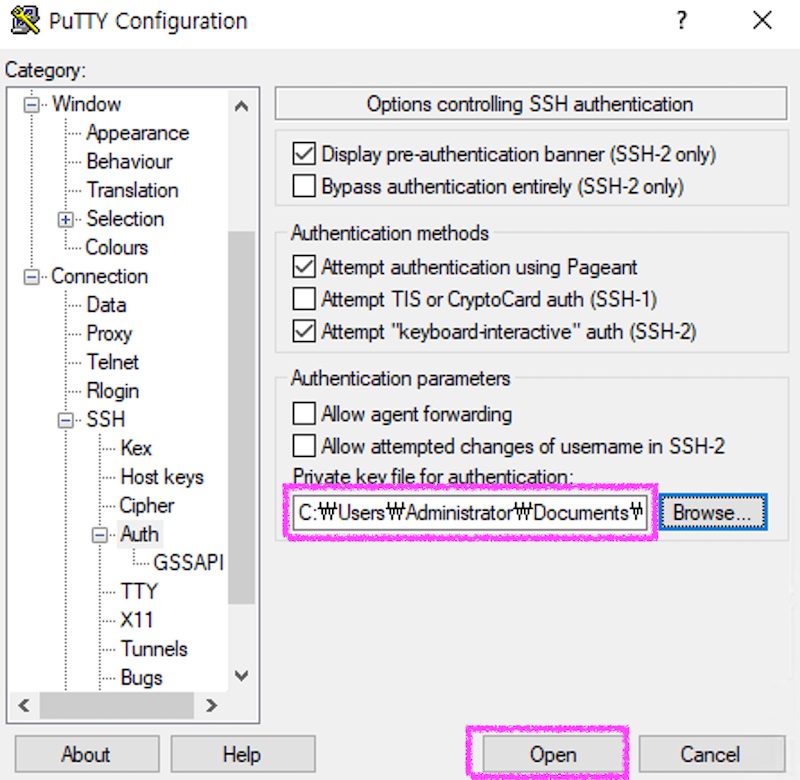 PuTTY Configuration
?
Category:
Window
Appearance
Behaviour
Translation
Selection
Colours
Connection
Data
Proxy
Telnet
Rlogin
SSH
Kex
Host keys
Cipher
Auth
GSSAPI
TTY
X11
Tunnels
Bugs
Options controlling SSH authentication
Display pre-authentication banner (SSH-2 only)
Bypass authentication entirely (SSH-2 only)
Authentication methods
Attempt authentication using Pageant
Attempt TIS or CryptoCard auth (SSH-1)
Attempt "keyboard-interactive" auth (SSH-2)
Authentication parameters
Allow agent forwarding
Allow attempted changes of username in SSH-2
Private key file for authentication:
C:₩Users₩Administrator₩Documents₩ Browse...
About Help Open Cancel